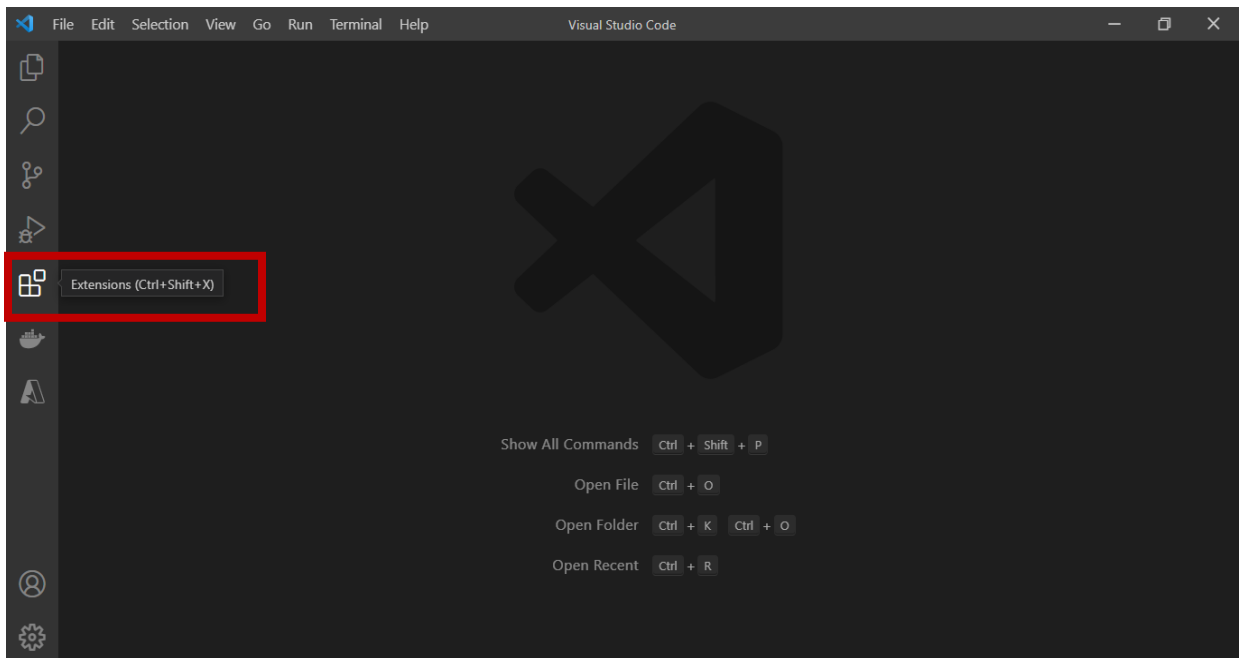 File Edit Selection View Go Run Terminal Help Visual Studio Code
Extensions (Ctrl+Shift+X)
Show All Commands Ctrl + Shift + P
Open File Ctrl + O
Open Folder Ctrl + K Ctrl + O
Open Recent Ctrl + R